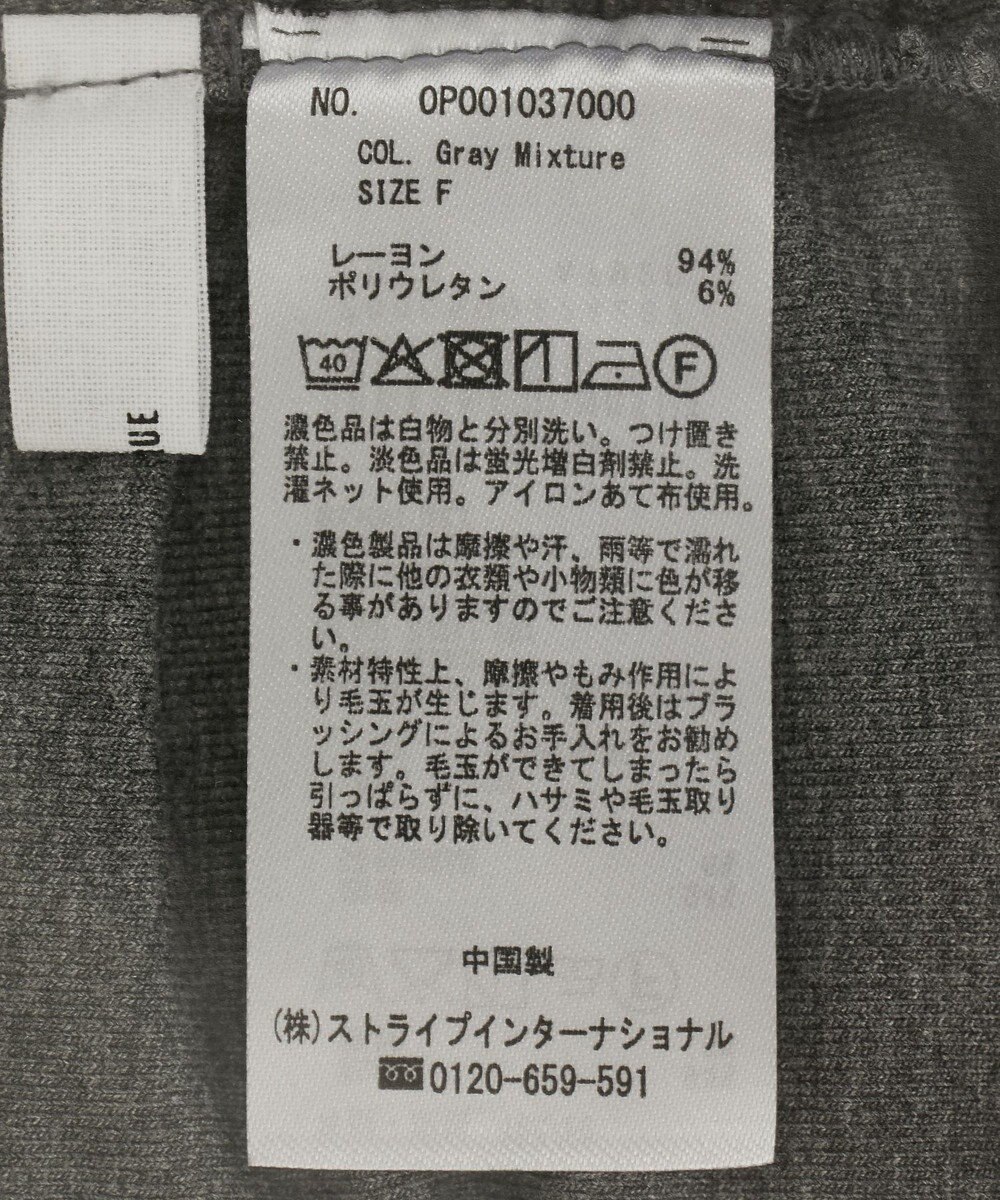 NO. OP001037000
COL. Gray Mixture
SIZE F
レーヨン 94%
ポリウレタン 6%
40 F
濃色品は白物と分別洗い。つけ置き
禁止。淡色品は蛍光増白剤禁止。洗
濯ネット使用。アイロンあて布使用。
・濃色製品は摩擦や汗、雨等で濡れ
た際に他の衣類や小物類に色が移
る事がありますのでご注意くださ
い。
・素材特性上、摩擦やもみ作用によ
り毛玉が生じます。着用後はブラ
ッシングによるお手入れをお勧め
します。毛玉ができてしまったら
引っぱらずに、ハサミや毛玉取り
器等で取り除いてください。
中国製
(株)ストライプインターナショナル
0120-659-591
UE